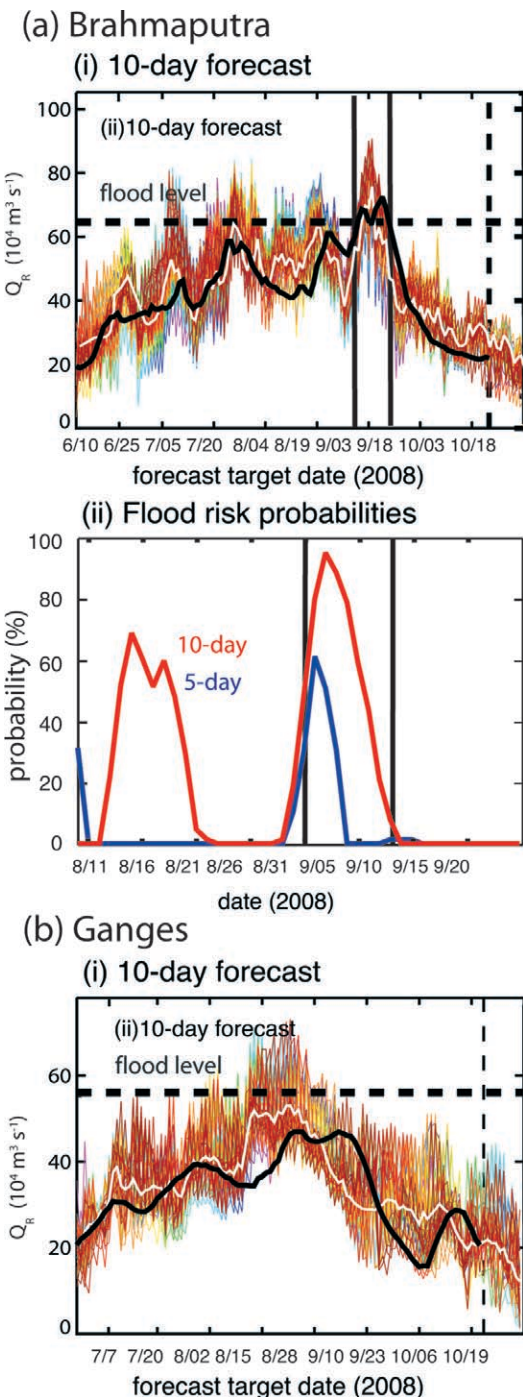 (a) Brahmaputra
(i) 10-day forecast
100
(ii)10-day forecast
80
flood level
60
40
20
0
Q_R (10⁴ m³ s⁻¹)
6/10 6/25 7/05 7/20 8/04 8/19 9/03 9/18 10/03 10/18
forecast target date (2008)
(ii) Flood risk probabilities
100
80
10-day
60
5-day
40
20
0
probability (%)
8/11 8/16 8/21 8/26 8/31 9/05 9/10 9/15 9/20
date (2008)
(b) Ganges
(i) 10-day forecast
(ii)10-day forecast
flood level
60
40
20
0
Q_R (10⁴ m³ s⁻¹)
7/7 7/20 8/02 8/15 8/28 9/10 9/23 10/06 10/19
forecast target date (2008)